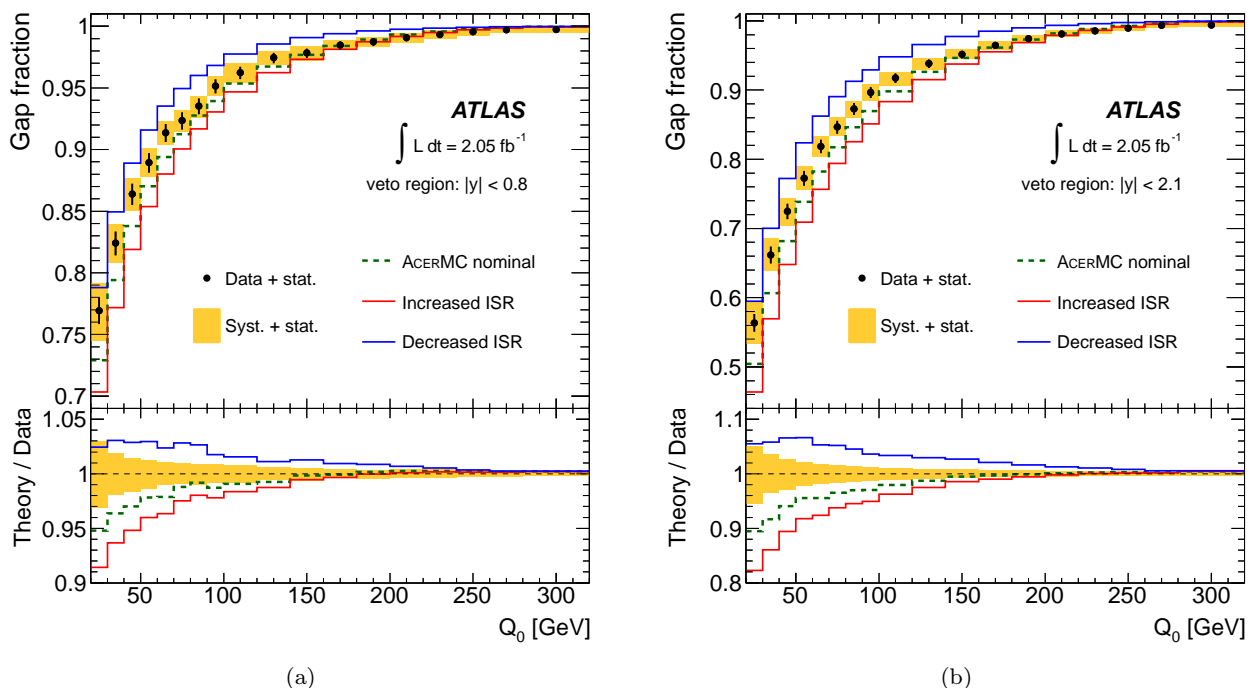 Gap fraction
1
0.95
0.9
0.85
0.8
0.75
0.7
ATLAS
∫ L dt = 2.05 fb⁻¹
veto region: |y| < 0.8
Data + stat.
Syst. + stat.
ACERMC nominal
Increased ISR
Decreased ISR
Theory / Data
1.05
1
0.95
0.9
50 100 150 200 250 300
Q₀ [GeV]
(a)
Gap fraction
1
0.9
0.8
0.7
0.6
0.5
ATLAS
∫ L dt = 2.05 fb⁻¹
veto region: |y| < 2.1
Data + stat.
Syst. + stat.
ACERMC nominal
Increased ISR
Decreased ISR
Theory / Data
1.1
1
0.9
0.8
50 100 150 200 250 300
Q₀ [GeV]
(b)